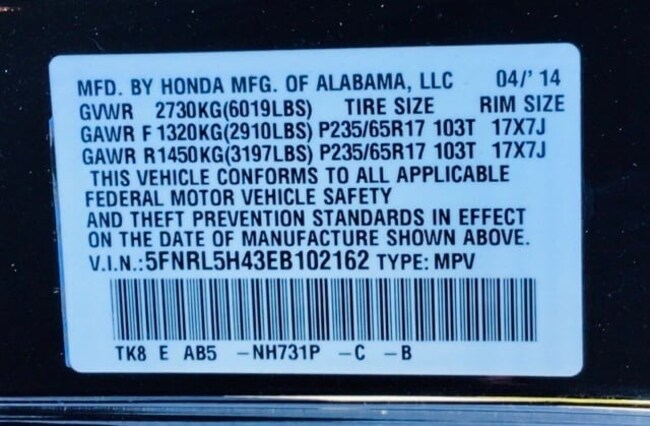 MFD. BY HONDA MFG. OF ALABAMA, LLC 04/'14
GVWR 2730KG(6019LBS) TIRE SIZE RIM SIZE
GAWR F 1320KG(2910LBS) P235/65R17 103T 17X7J
GAWR R1450KG(3197LBS) P235/65R17 103T 17X7J
THIS VEHICLE CONFORMS TO ALL APPLICABLE
FEDERAL MOTOR VEHICLE SAFETY
AND THEFT PREVENTION STANDARDS IN EFFECT
ON THE DATE OF MANUFACTURE SHOWN ABOVE.
V.I.N.:5FNRL5H43EB102162 TYPE: MPV
TK8 E AB5 -NH731P -C -B